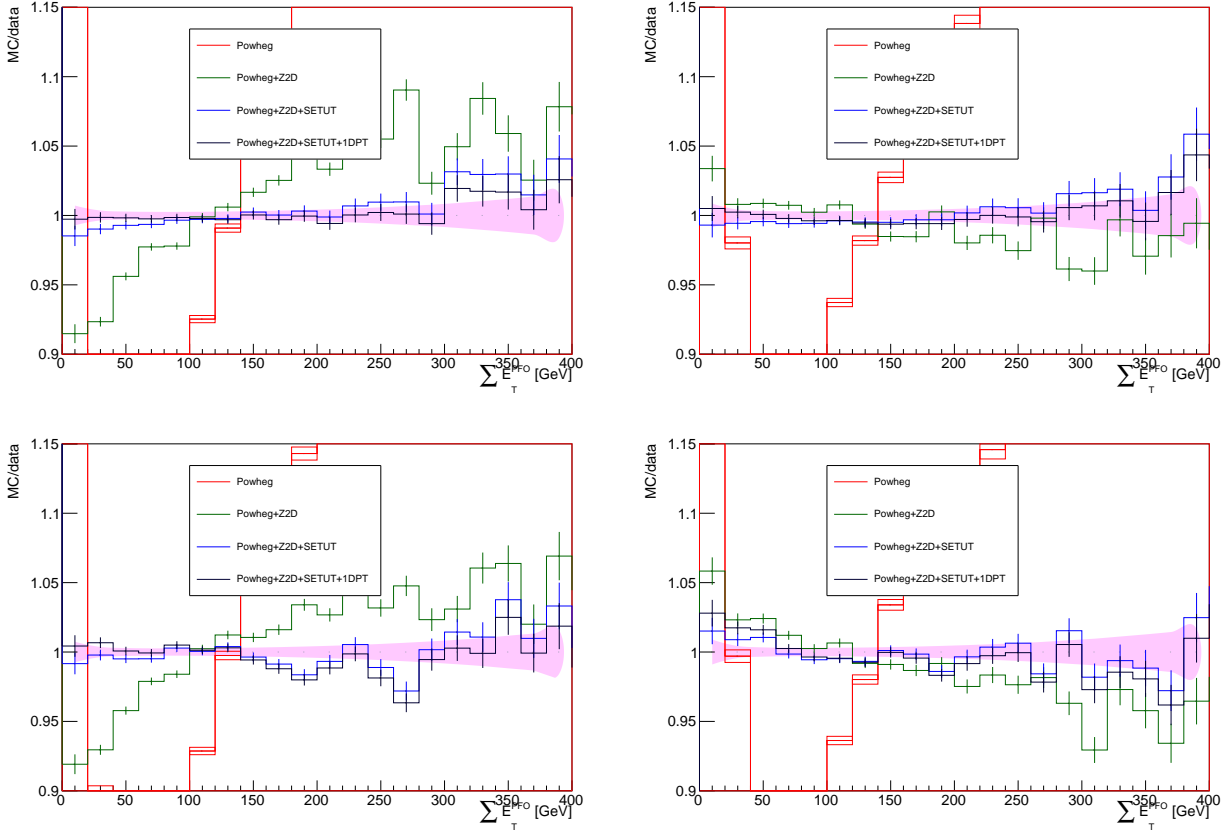 MC/data
1.15
1.1
1.05
1
0.95
0.9
Powheg
Powheg+Z2D
Powheg+Z2D+SETUT
Powheg+Z2D+SETUT+1DPT
0 50 100 150 200 250 300 350 400
∑ E_T^PFO [GeV]
MC/data
1.15
1.1
1.05
1
0.95
0.9
Powheg
Powheg+Z2D
Powheg+Z2D+SETUT
Powheg+Z2D+SETUT+1DPT
0 50 100 150 200 250 300 350 400
∑ E_T^PFO [GeV]
MC/data
1.15
1.1
1.05
1
0.95
0.9
Powheg
Powheg+Z2D
Powheg+Z2D+SETUT
Powheg+Z2D+SETUT+1DPT
0 50 100 150 200 250 300 350 400
∑ E_T^PFO [GeV]
MC/data
1.15
1.1
1.05
1
0.95
0.9
Powheg
Powheg+Z2D
Powheg+Z2D+SETUT
Powheg+Z2D+SETUT+1DPT
0 50 100 150 200 250 300 350 400
∑ E_T^PFO [GeV]